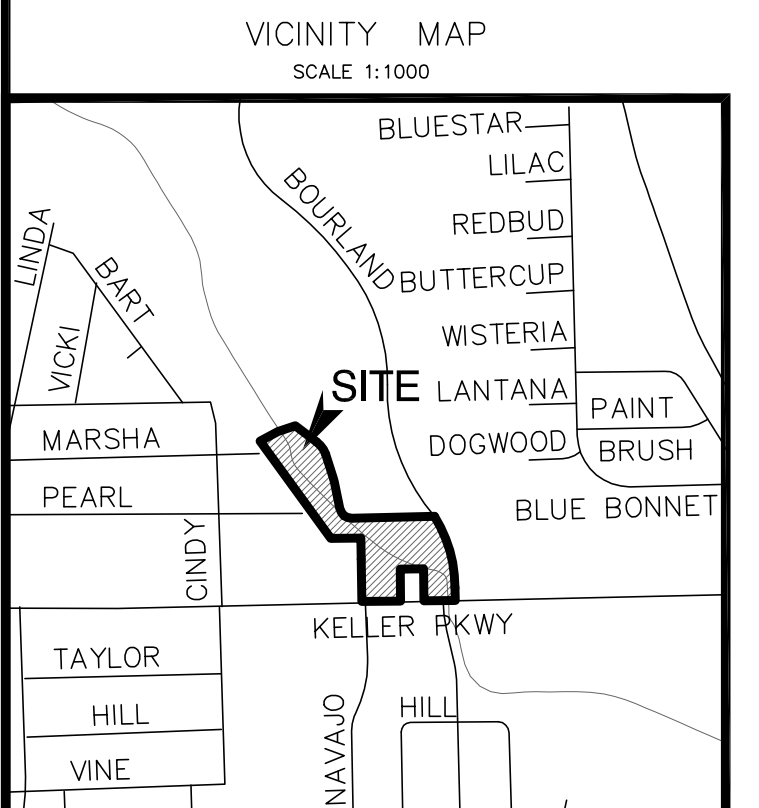 VICINITY MAP
SCALE 1:1000
BLUESTAR
LILAC
BOURLAND
REDBUD
LINDA
BART
BUTTERCUP
VICKI
WISTERIA
SITE
LANTANA
PAINT
MARSHA
DOGWOOD
BRUSH
PEARL
BLUE BONNET
CINDY
KELLER PKWY
TAYLOR
HILL
NAVAJO
HILL
VINE